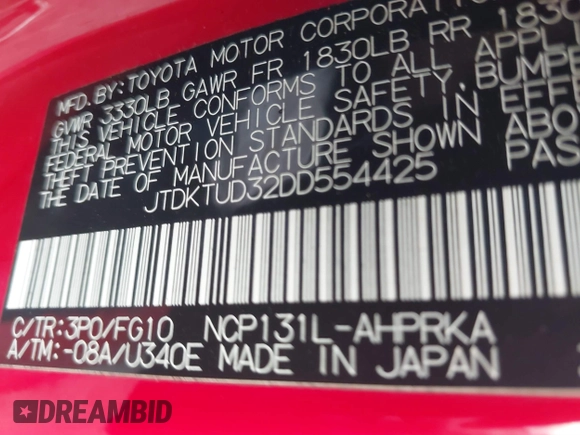 MFD. BY: TOYOTA MOTOR CORPORATION
GVWR 3330LB GAWR FR 1830LB RR 1830
THIS VEHICLE CONFORMS TO ALL APPL
FEDERAL MOTOR VEHICLE SAFETY, BUMPE
THEFT PREVENTION STANDARDS IN EFF
THE DATE OF MANUFACTURE SHOWN ABO
JTDKTUD32DD554425 PAS
C/TR:3P0/FG10 NCP131L-AHPRKA
A/TM:-08A/U340E MADE IN JAPAN
DREAMBID